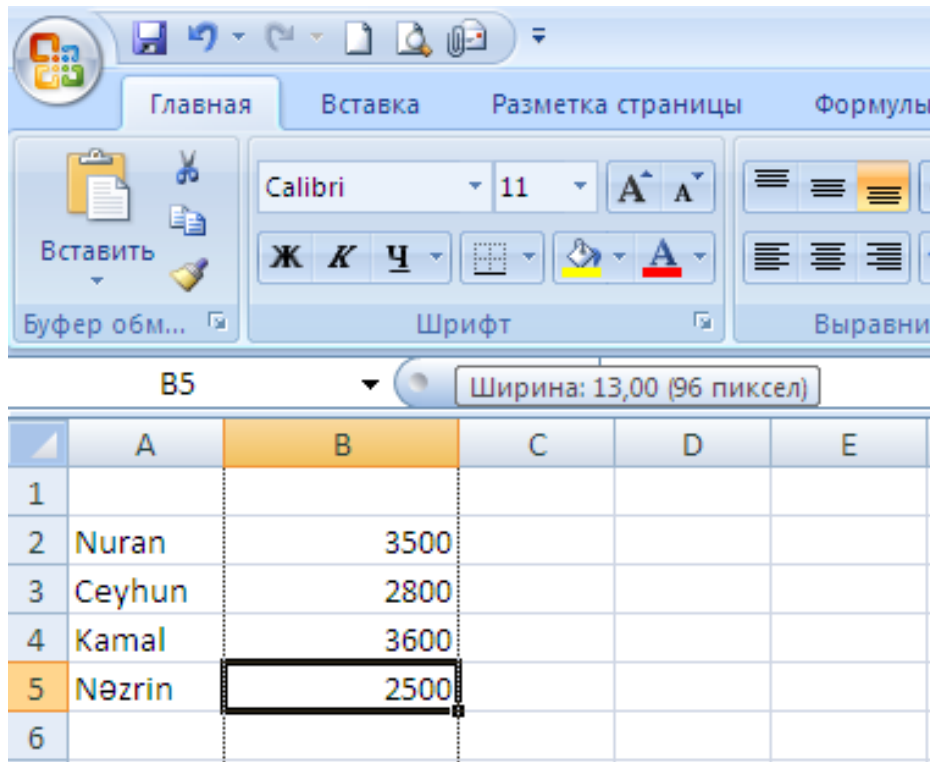 Главная Вставка Разметка страницы Формулы
Calibri 11 A A
Вставить Ж К Ч А
Буфер обм... Шрифт Выравни
B5 Ширина: 13,00 (96 пиксел)
A B C D E
1
2 Nuran 3500
3 Ceyhun 2800
4 Kamal 3600
5 Nəzrin 2500
6